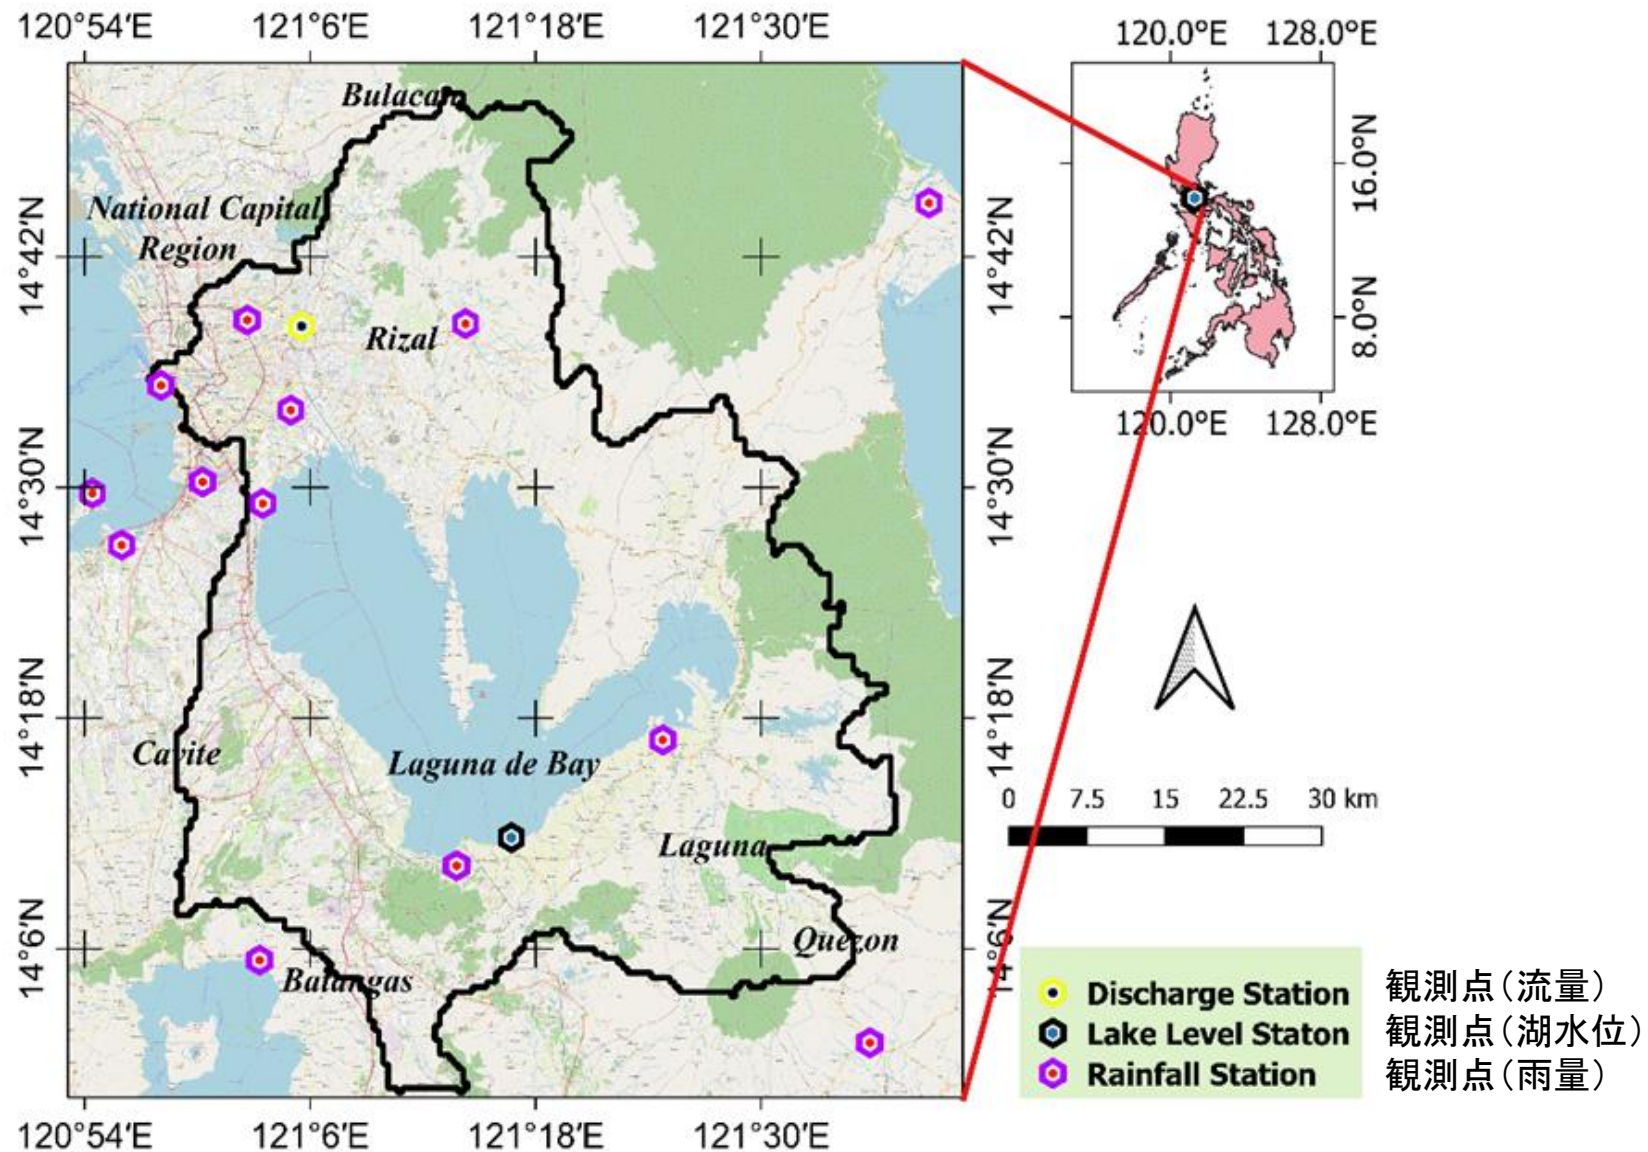 120°54′E 121°6′E 121°18′E 121°30′E
120.0°E 128.0°E
Bulacan
National Capital
Region
Rizal
Cavite
Laguna de Bay
Laguna
Quezon
Batangas
14°42′N 14°30′N 14°18′N 14°6′N
14°42′N 14°30′N 14°18′N 14°6′N
16.0°N
8.0°N
120.0°E 128.0°E
0 7.5 15 22.5 30 km
Discharge Station 観測点（流量）
Lake Level Staton 観測点（湖水位）
Rainfall Station 観測点（雨量）
120°54′E 121°6′E 121°18′E 121°30′E